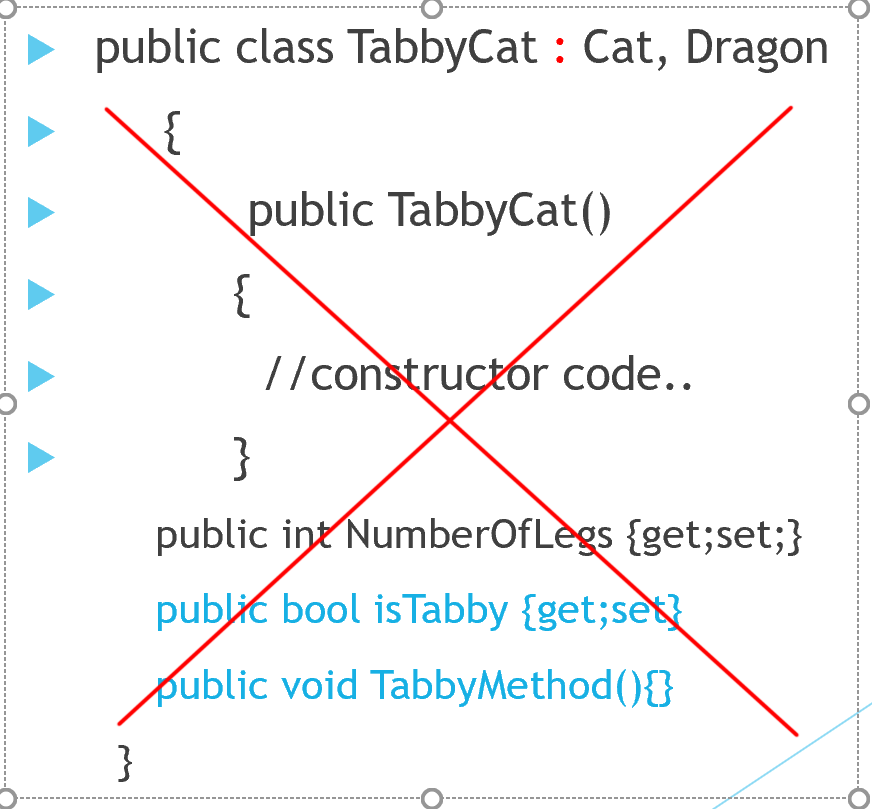 public class TabbyCat : Cat, Dragon
{
public TabbyCat()
{
//constructor code..
}
public int NumberOfLegs {get;set;}
public bool isTabby {get;set}
public void TabbyMethod(){}
}